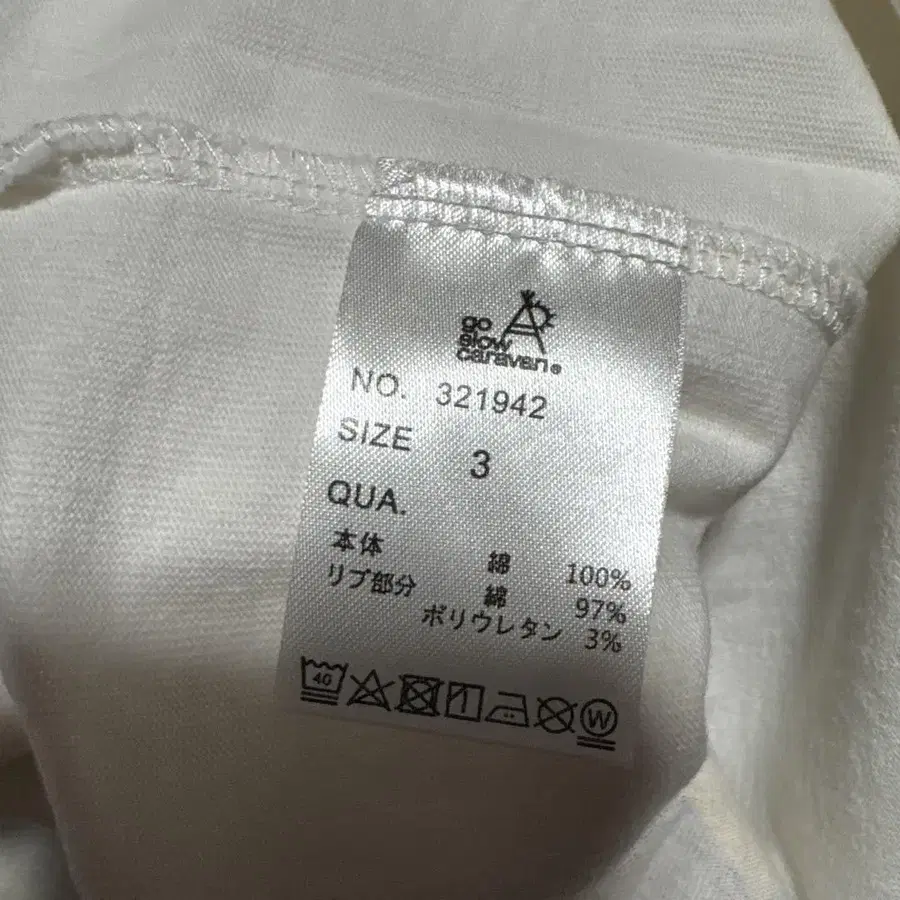 go
slow
caravan®
NO. 321942
SIZE 3
QUA.
本体 綿 100%
リブ部分 綿 97%
ポリウレタン 3%
40
W